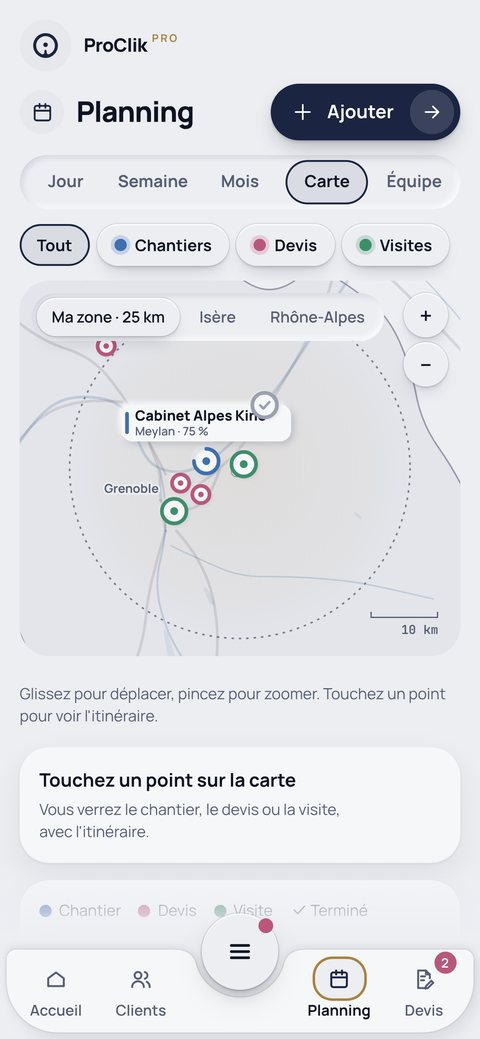 ProClik PRO
Planning
Ajouter
Jour Semaine Mois Carte Équipe
Tout Chantiers Devis Visites
Ma zone · 25 km Isère Rhône-Alpes
+
−
Cabinet Alpes Kiné
Meylan · 75 %
Grenoble
10 km
Glissez pour déplacer, pincez pour zoomer. Touchez un point
pour voir l'itinéraire.
Touchez un point sur la carte
Vous verrez le chantier, le devis ou la visite,
avec l'itinéraire.
Chantier Devis Visite Terminé
2
Accueil Clients Planning Devis